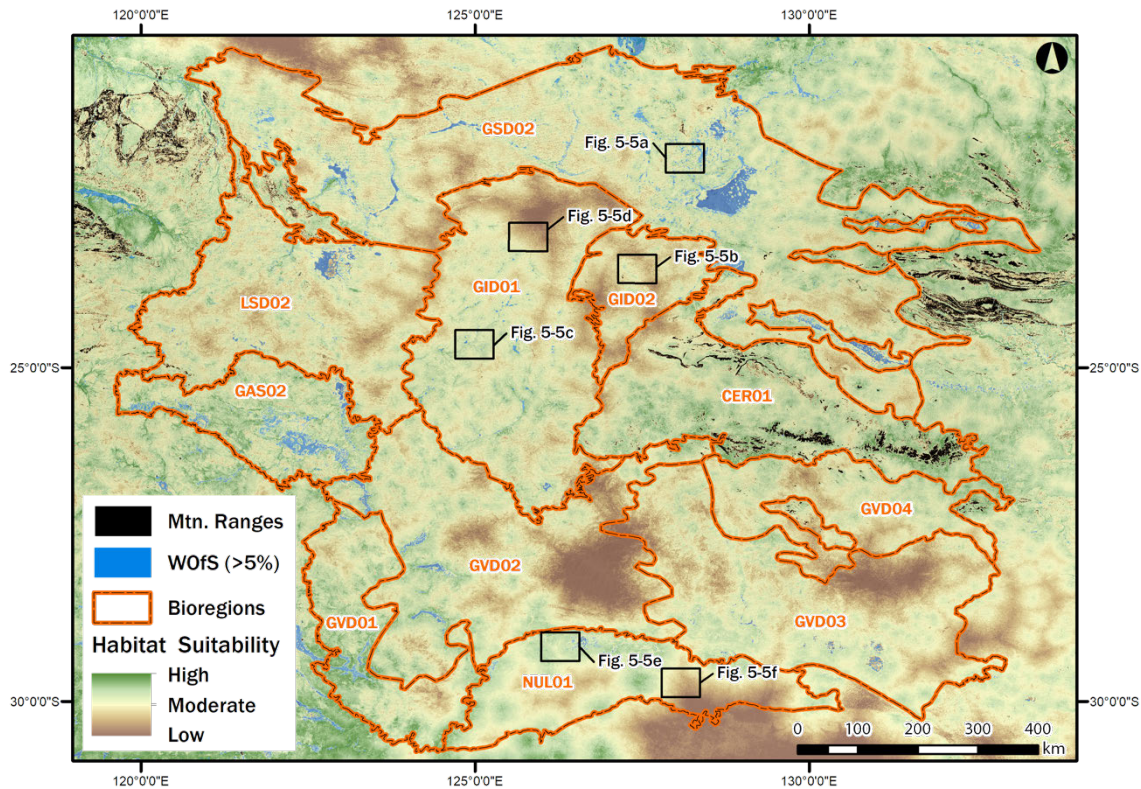 120°0'0"E
125°0'0"E
130°0'0"E
GSD02
Fig. 5-5a
Fig. 5-5d
Fig. 5-5b
GID01
GID02
LSD02
Fig. 5-5c
25°0'0"S
25°0'0"S
GAS02
CER01
Mtn. Ranges
WOfS (>5%)
Bioregions
Habitat Suitability
High
Moderate
Low
GVD04
GVD02
GVD01
GVD03
Fig. 5-5e
NUL01
Fig. 5-5f
30°0'0"S
30°0'0"S
0 100 200 300 400
km
120°0'0"E
125°0'0"E
130°0'0"E